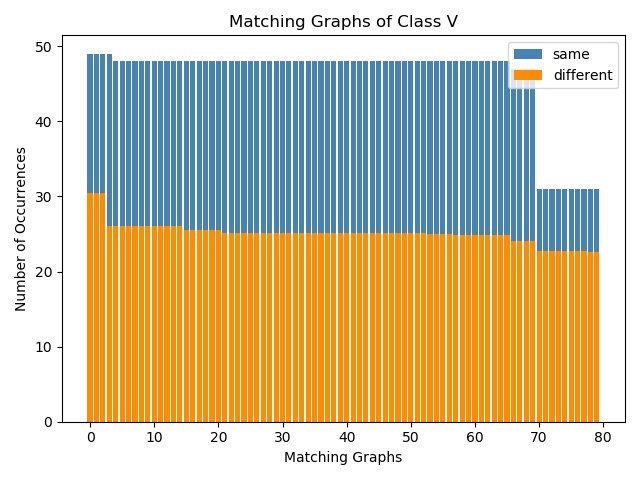 Matching Graphs of Class V
same
different
Number of Occurrences
50
40
30
20
10
0
0 10 20 30 40 50 60 70 80
Matching Graphs